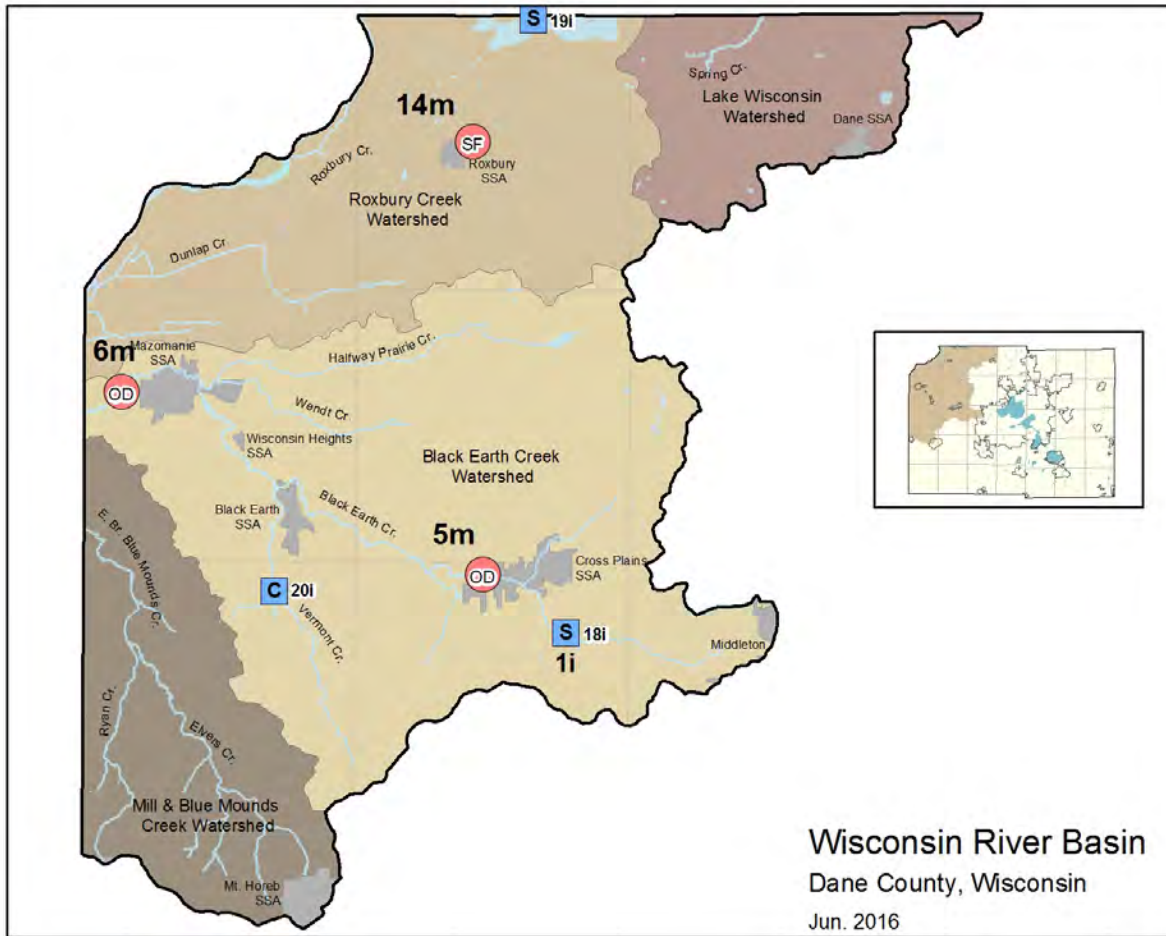 S 19i
Spring Cr.
Lake Wisconsin
Watershed
Dane SSA
14m
SF
Roxbury
SSA
Roxbury Cr.
Roxbury Creek
Watershed
Dunlap Cr.
6m
Mazomanie
SSA
OD
Halfway Prairie Cr.
Wendt Cr.
Wisconsin Heights
SSA
Black Earth Creek
Watershed
Black Earth
SSA
Black Earth Cr.
5m
OD
Cross Plains
SSA
C 20i
Vermont Cr.
S 18i
1i
Middleton
E. Br. Blue Mounds Cr.
Ryan Cr.
Elvers Cr.
Mill & Blue Mounds
Creek Watershed
Mt. Horeb
SSA
Wisconsin River Basin
Dane County, Wisconsin
Jun. 2016